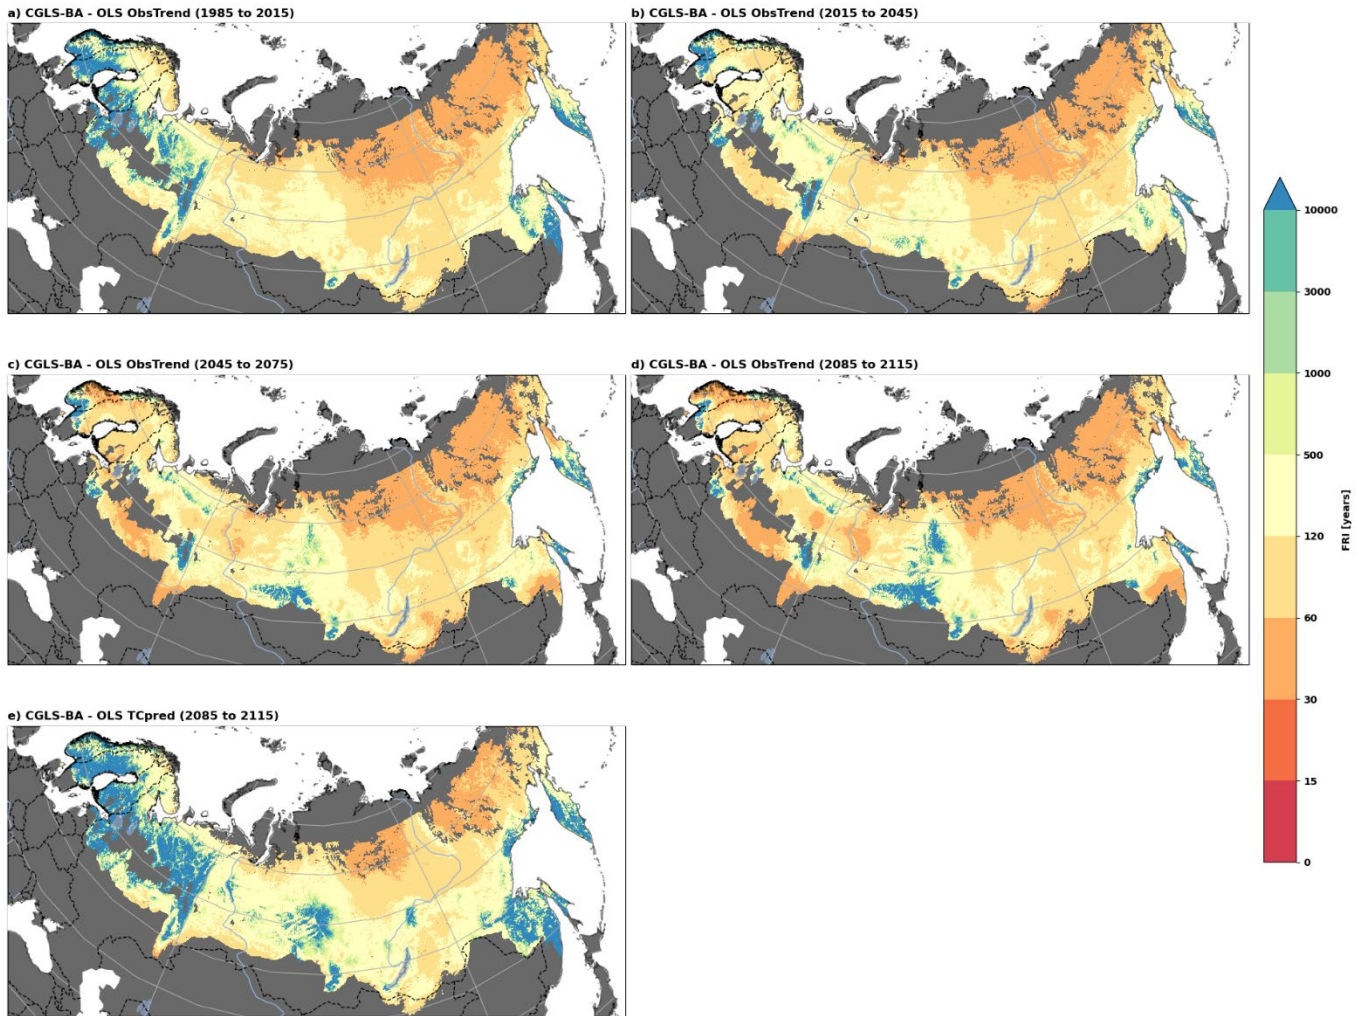 a) CGLS-BA - OLS ObsTrend (1985 to 2015)
b) CGLS-BA - OLS ObsTrend (2015 to 2045)
c) CGLS-BA - OLS ObsTrend (2045 to 2075)
d) CGLS-BA - OLS ObsTrend (2085 to 2115)
e) CGLS-BA - OLS TCpred (2085 to 2115)
10000
3000
1000
500
120
60
30
15
0
FRI [years]